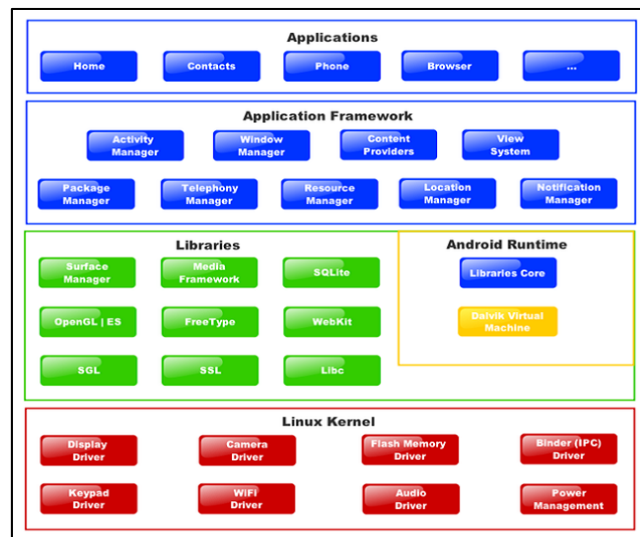 Applications
Home
Contacts
Phone
Browser
...
Application Framework
Activity
Manager
Window
Manager
Content
Providers
View
System
Package
Manager
Telephony
Manager
Resource
Manager
Location
Manager
Notification
Manager
Libraries
Surface
Manager
Media
Framework
SQLite
OpenGL | ES
FreeType
WebKit
SGL
SSL
Libc
Android Runtime
Libraries Core
Dalvik Virtual
Machine
Linux Kernel
Display
Driver
Camera
Driver
Flash Memory
Driver
Binder (IPC)
Driver
Keypad
Driver
WiFi
Driver
Audio
Driver
Power
Management